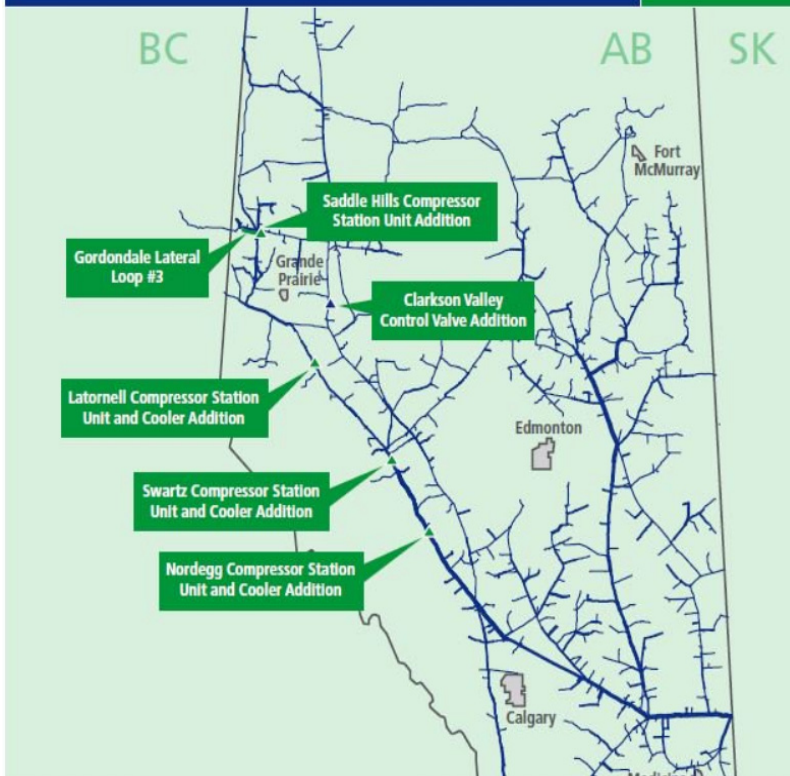 BC
AB
SK
Fort
McMurray
Saddle Hills Compressor
Station Unit Addition
Gordondale Lateral
Loop #3
Grande
Prairie
Clarkson Valley
Control Valve Addition
Latornell Compressor Station
Unit and Cooler Addition
Edmonton
Swartz Compressor Station
Unit and Cooler Addition
Nordegg Compressor Station
Unit and Cooler Addition
Calgary